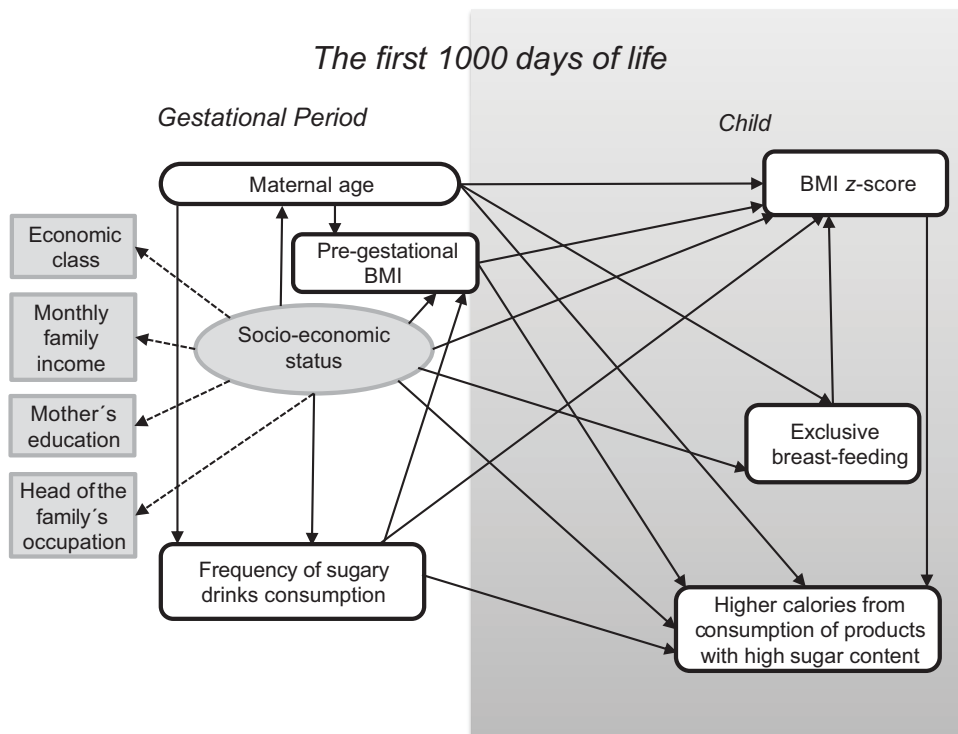 The first 1000 days of life
Gestational Period
Child
Maternal age
BMI z-score
Economic
class
Pre-gestational
BMI
Monthly
family
income
Socio-economic
status
Mother´s
education
Exclusive
breast-feeding
Head of the
family´s
occupation
Frequency of sugary
drinks consumption
Higher calories from
consumption of products
with high sugar content